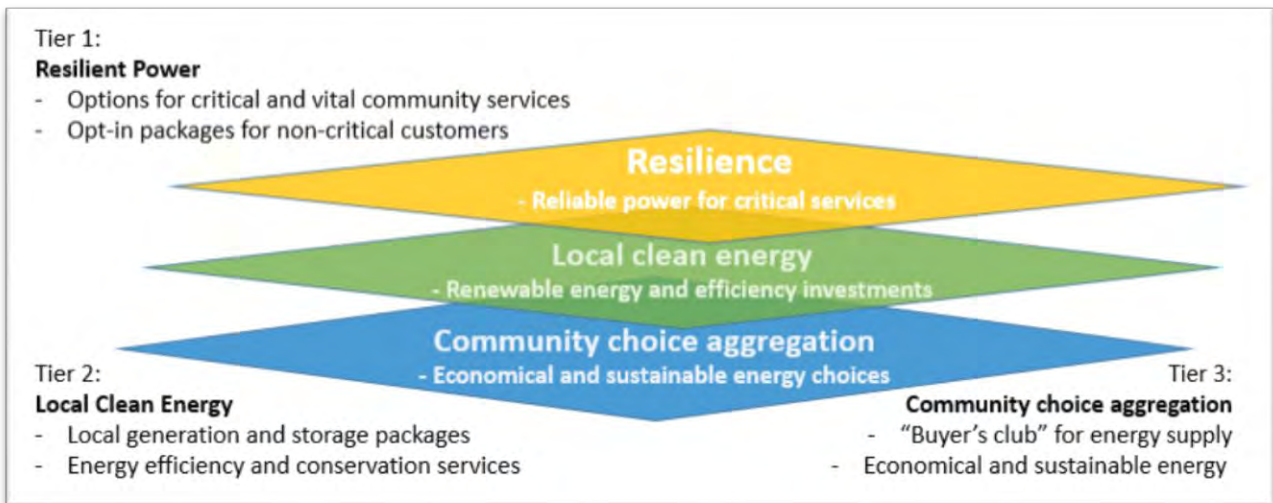 Tier 1:
Resilient Power
- Options for critical and vital community services
- Opt-in packages for non-critical customers
Resilience
- Reliable power for critical services
Local clean energy
- Renewable energy and efficiency investments
Community choice aggregation
- Economical and sustainable energy choices
Tier 2:
Local Clean Energy
- Local generation and storage packages
- Energy efficiency and conservation services
Tier 3:
Community choice aggregation
- “Buyer’s club” for energy supply
- Economical and sustainable energy